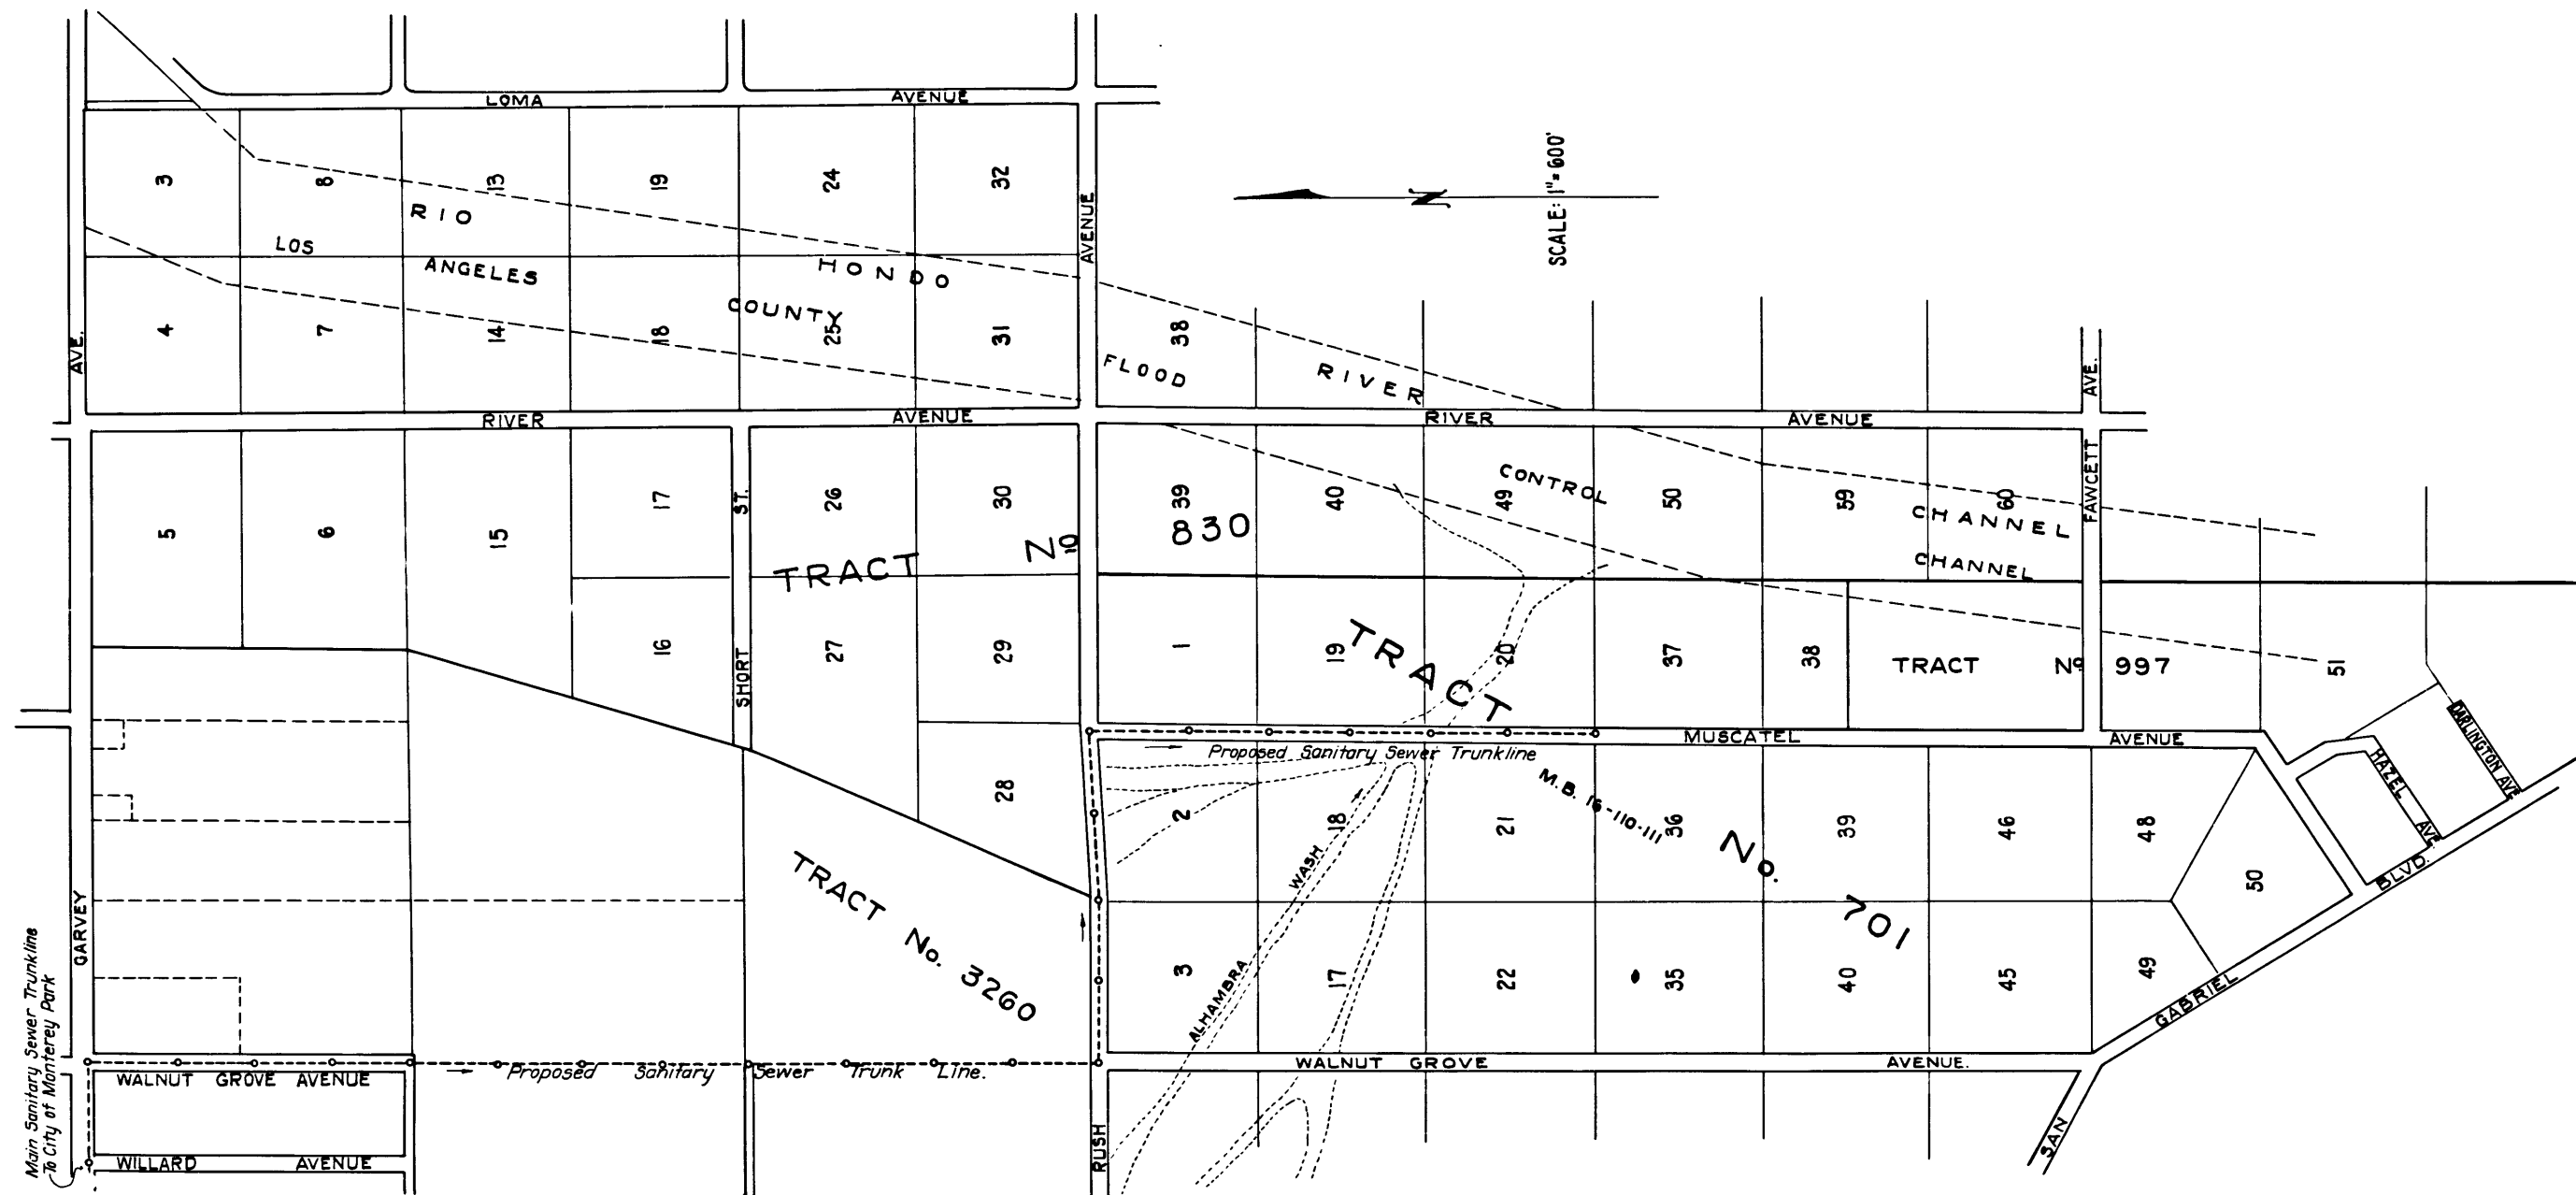 LOMA AVENUE
3 8 13 19 24 32
RIO
LOS
ANGELES
HONDO
COUNTY
AVENUE
N
SCALE: 1"=600'
4 7 14 18 25 31 38
AVE.
FLOOD
RIVER
AVE.
RIVER AVENUE
RIVER AVENUE
5 6 15 17 26 30 39 40 49 50 59 60
ST.
CONTROL
FAWCETT
CHANNEL
CHANNEL
TRACT No 830
10
16 27 29 1 19 20 37 38 51
SHORT
TRACT No 997
TRACT
DARLINGTON AVE
MUSCATEL AVENUE
Proposed Sanitary Sewer Trunkline
HAZEL AVE
M.B. 16-110-111
28 2 18 21 36 39 46 48
No.
701
WASH
TRACT No. 3260
50
BLVD.
GARVEY
3 17 22 35 40 45 49
ALHAMBRA
GABRIEL
Main Sanitary Sewer Trunkline
To City of Monterey Park
WALNUT GROVE AVENUE
Proposed Sanitary Sewer Trunk Line.
WALNUT GROVE AVENUE.
WILLARD AVENUE
RUSH
SAN